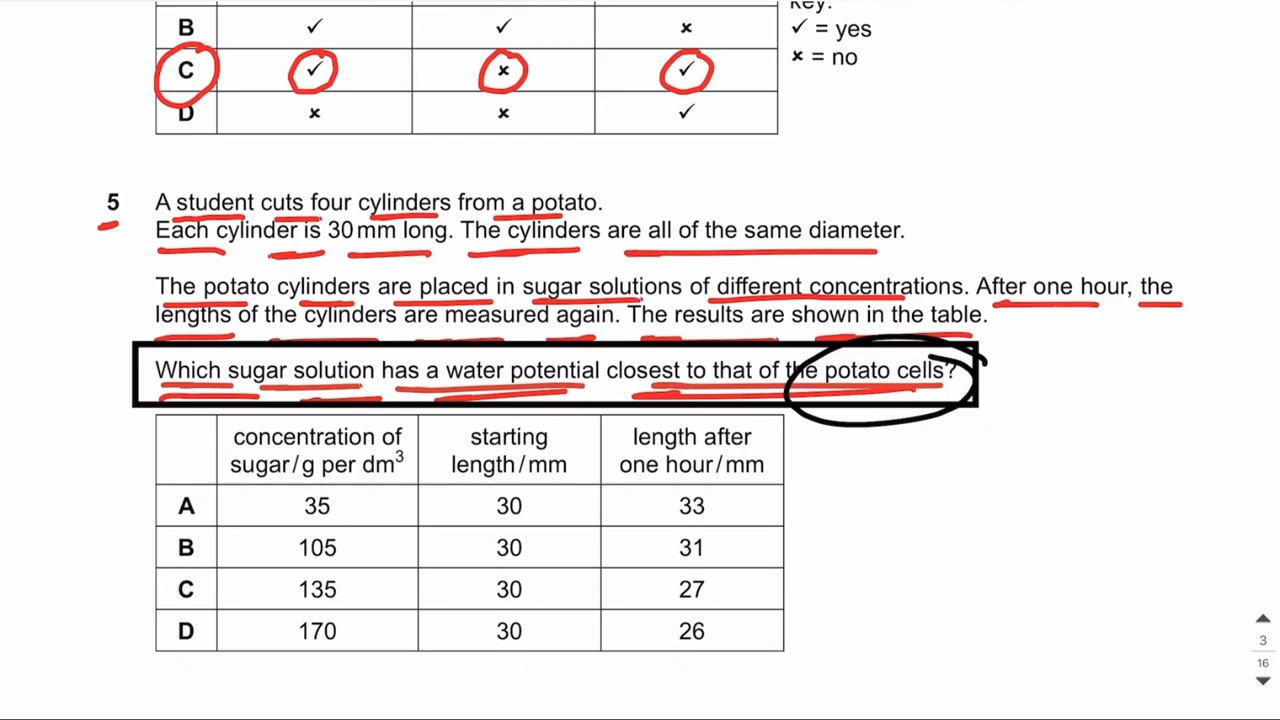 key:
B ✓ ✓ ✗ ✓ = yes
C ✓ ✗ ✓ ✗ = no
D ✗ ✗ ✓
5 A student cuts four cylinders from a potato.
Each cylinder is 30 mm long. The cylinders are all of the same diameter.
The potato cylinders are placed in sugar solutions of different concentrations. After one hour, the
lengths of the cylinders are measured again. The results are shown in the table.
Which sugar solution has a water potential closest to that of the potato cells?
concentration of starting length after
sugar / g per dm³ length / mm one hour / mm
A 35 30 33
B 105 30 31
C 135 30 27
D 170 30 26
3
16